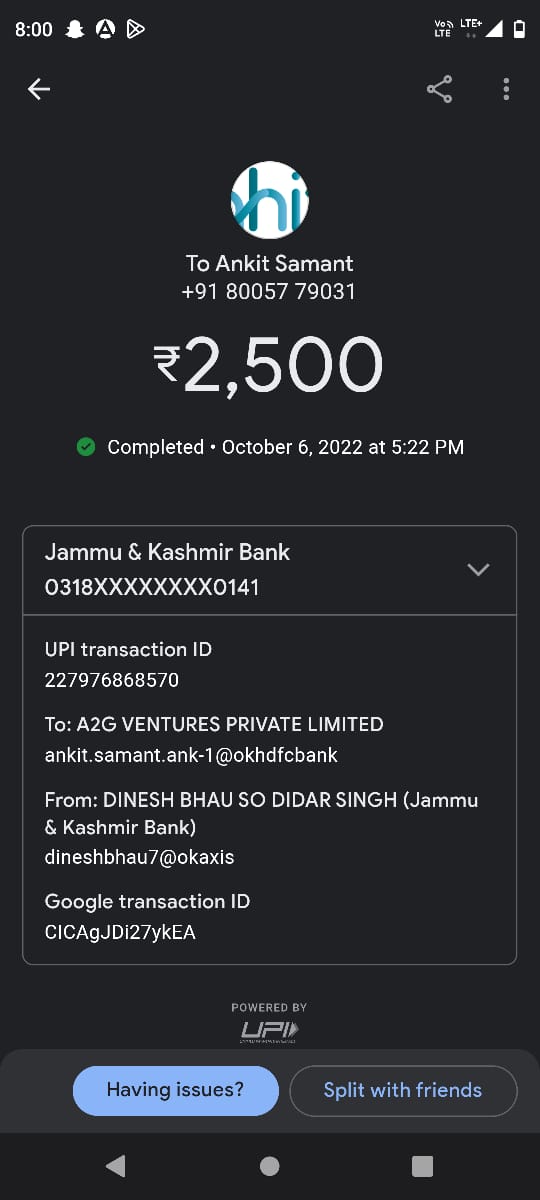 8:00 Vo) LTE LTE+
hi
To Ankit Samant
+91 80057 79031
₹2,500
Completed • October 6, 2022 at 5:22 PM
Jammu & Kashmir Bank
0318XXXXXXXX0141
UPI transaction ID
227976868570
To: A2G VENTURES PRIVATE LIMITED
ankit.samant.ank-1@okhdfcbank
From: DINESH BHAU SO DIDAR SINGH (Jammu
& Kashmir Bank)
dineshbhau7@okaxis
Google transaction ID
CICAgJDi27ykEA
POWERED BY
UPI
Having issues?
Split with friends